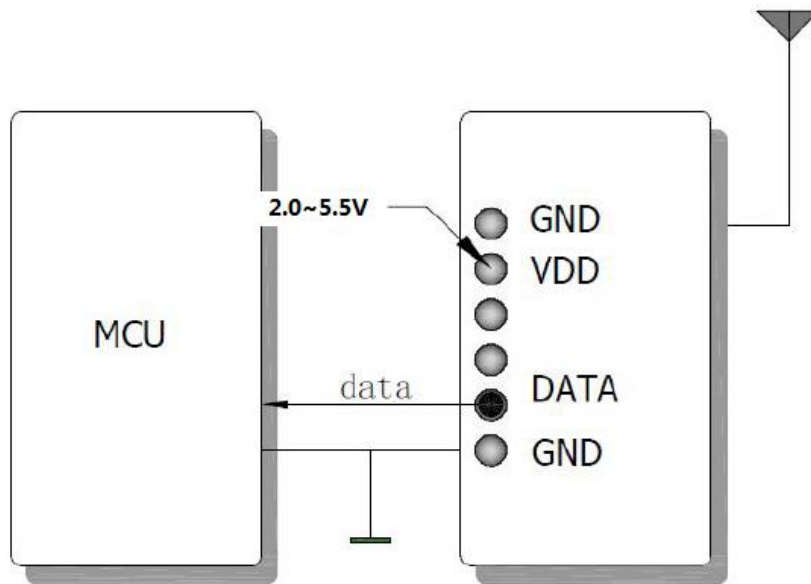 2.0~5.5V
GND
VDD
MCU
data
DATA
GND